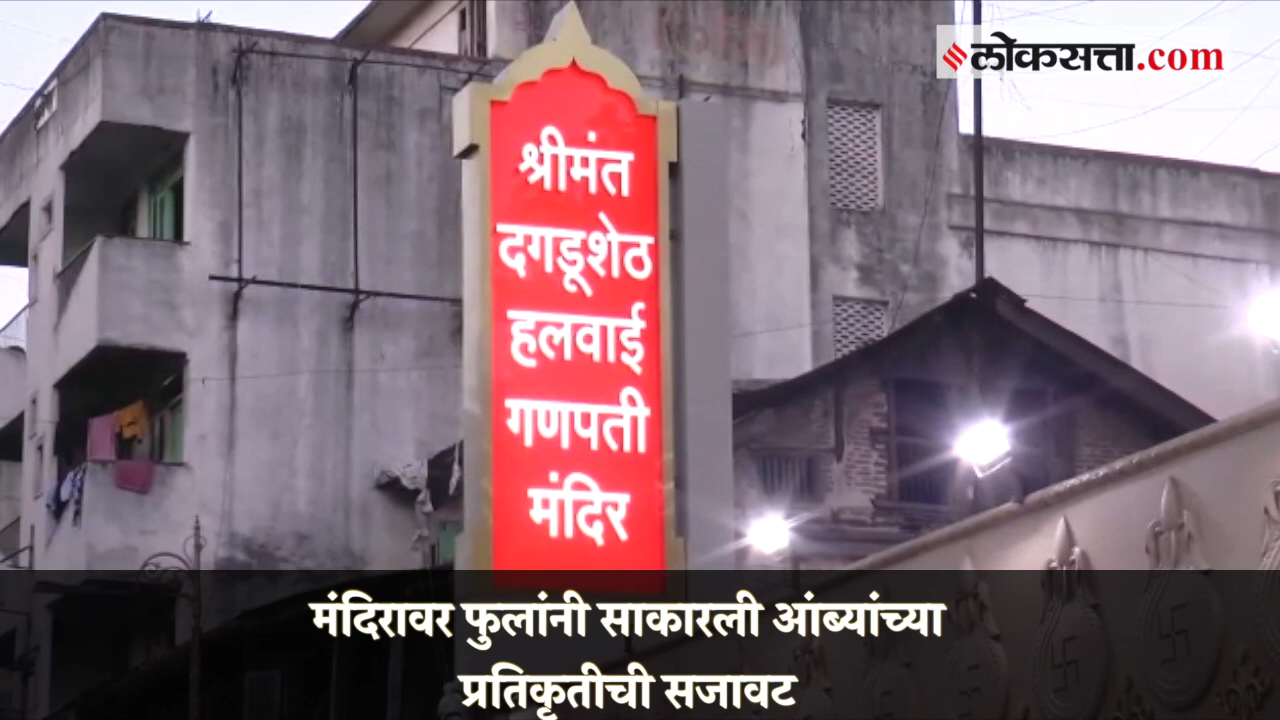 लोकसत्ता.com
श्रीमंत
दगडूशेठ
हलवाई
गणपती
मंदिर
मंदिरावर फुलांनी साकारली आंब्यांच्या
प्रतिकृतीची सजावट